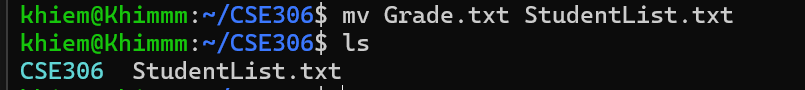 khiem@Khimmm:~/CSE306$ mv Grade.txt StudentList.txt
khiem@Khimmm:~/CSE306$ ls
CSE306  StudentList.txt